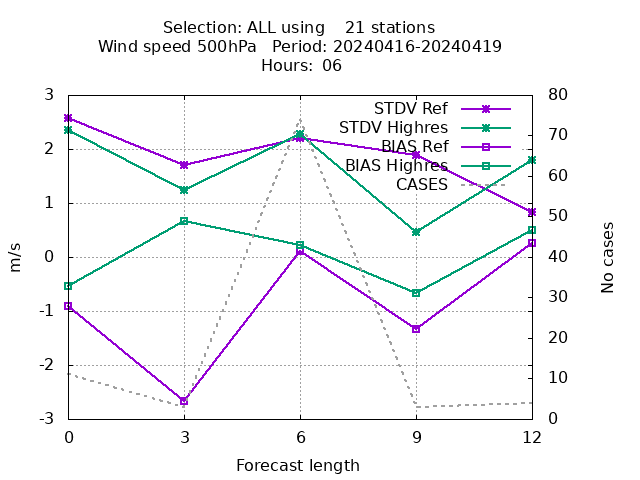 Selection: ALL using    21 stations
Wind speed 500hPa   Period: 20240416-20240419
Hours: 06
3 80
STDV Ref
STDV Highres
70
2
BIAS Ref
BIAS Highres
60
CASES
1 50
m/s
0 40
No cases
30
-1
20
-2
10
-3 0
0 3 6 9 12
Forecast length